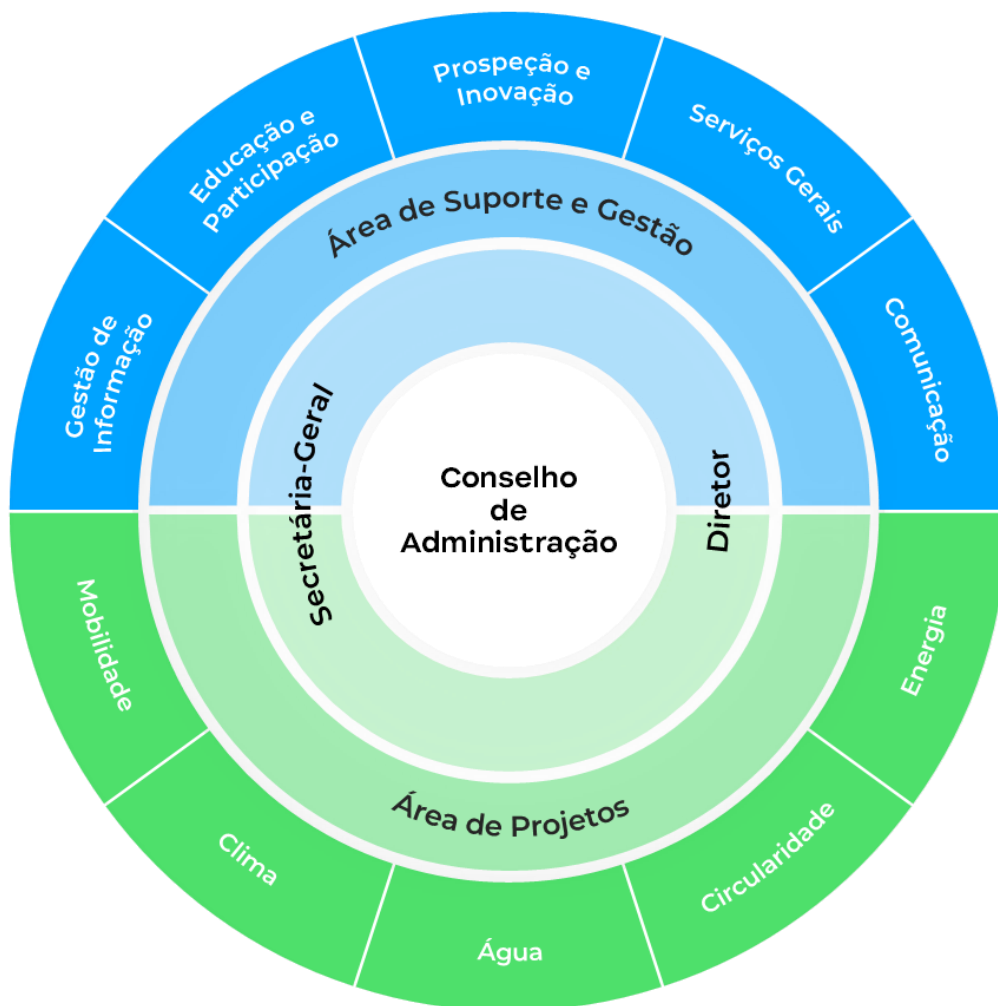 Prospeção e
Inovação
Educação e
Participação
Serviços Gerais
Gestão de
Informação
Comunicação
Área de Suporte e Gestão
Secretária-Geral
Conselho
de
Administração
Diretor
Área de Projetos
Mobilidade
Clima
Água
Circularidade
Energia